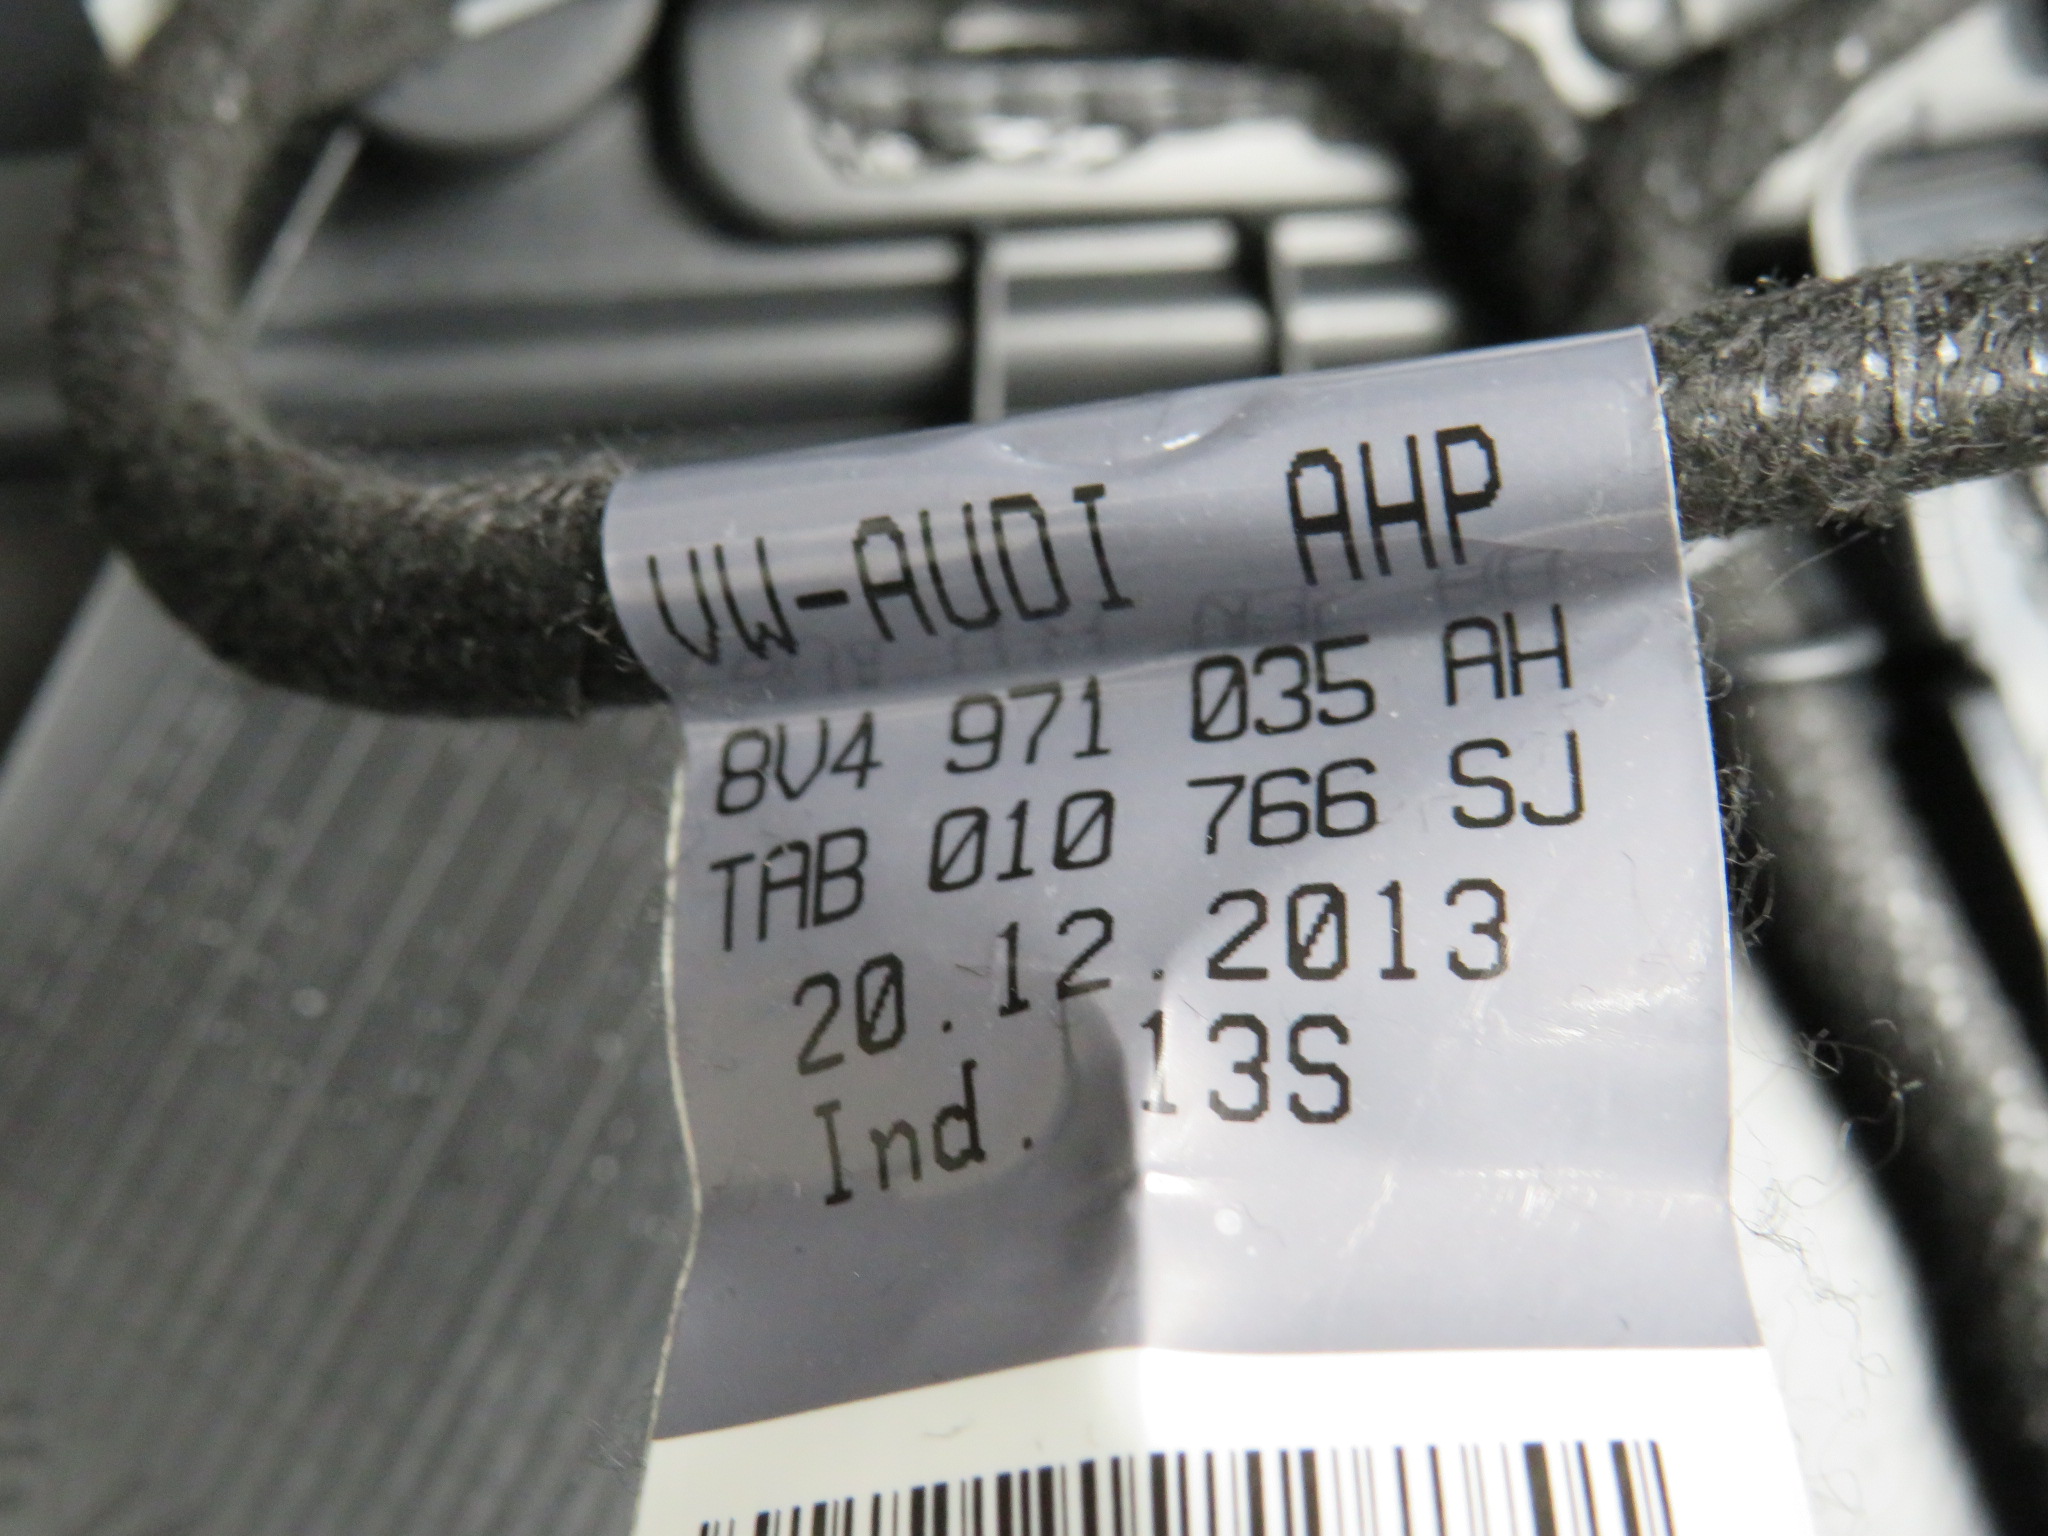 VW-AUDI AHP
8V4 971 035 AH
TAB 010 766 SJ
20.12.2013
Ind. 13S